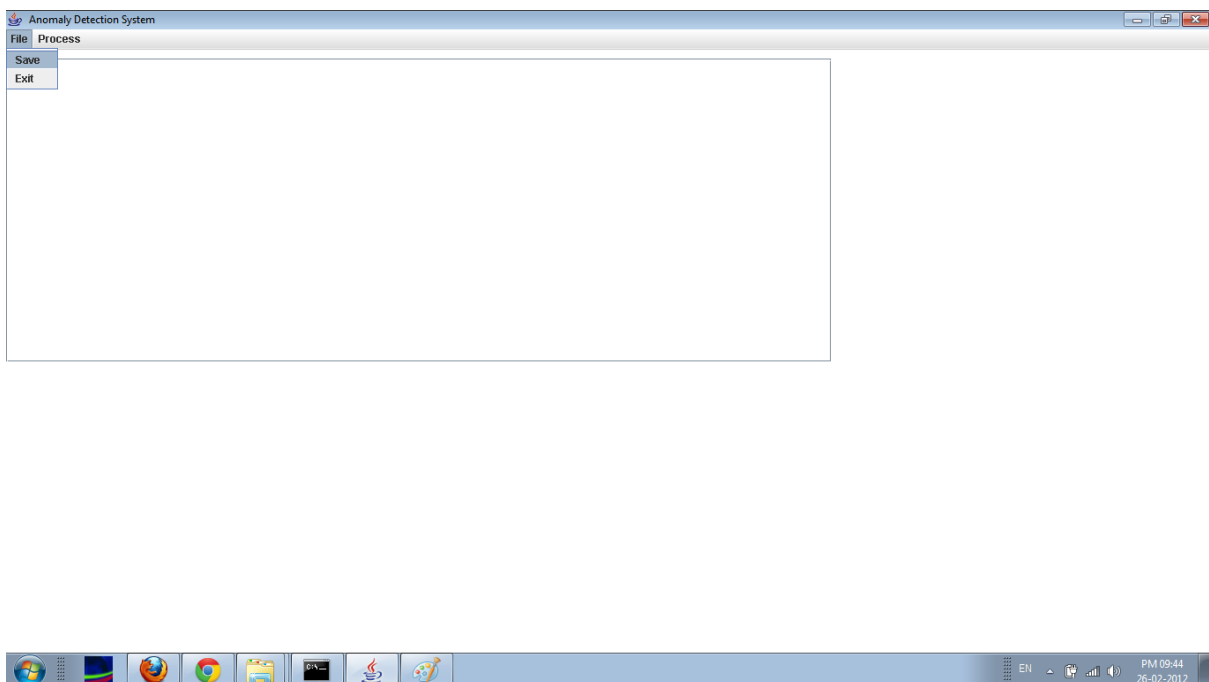 Anomaly Detection System
File Process
Save
Exit
C:\_
EN
PM 09:44
26-02-2012